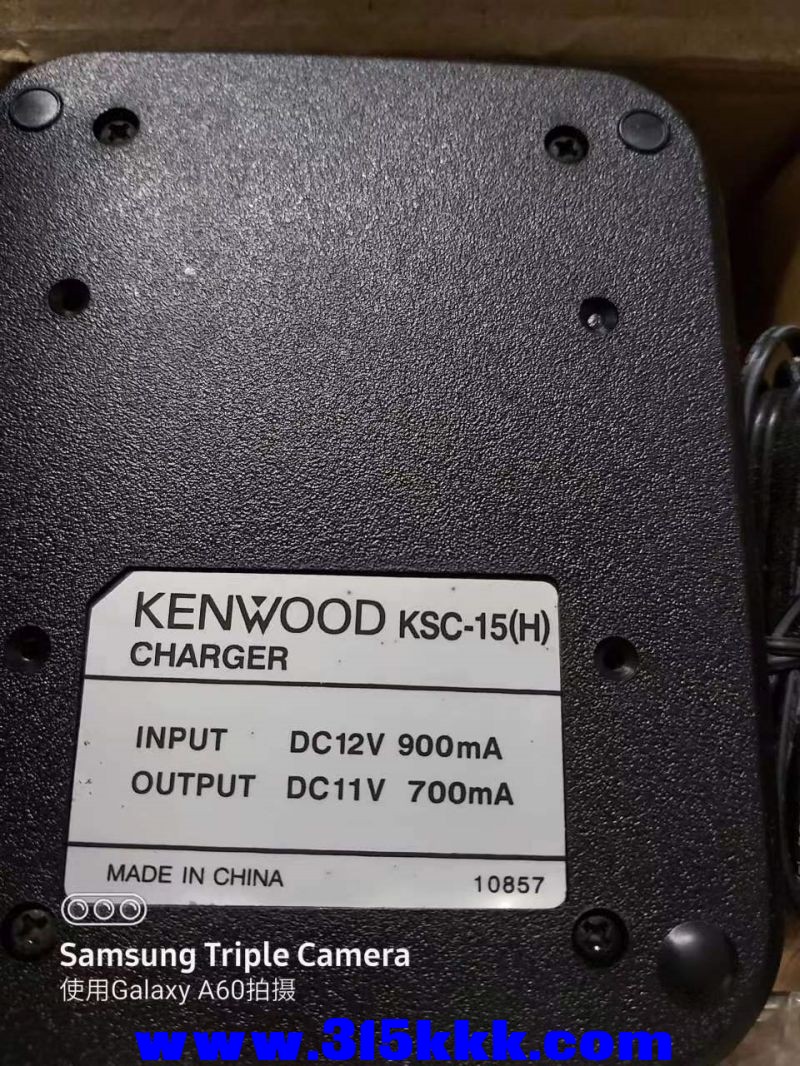 KENWOOD KSC-15(H)
CHARGER
INPUT DC12V 900mA
OUTPUT DC11V 700mA
MADE IN CHINA 10857
Samsung Triple Camera
使用Galaxy A60拍摄
www.315kkk.com